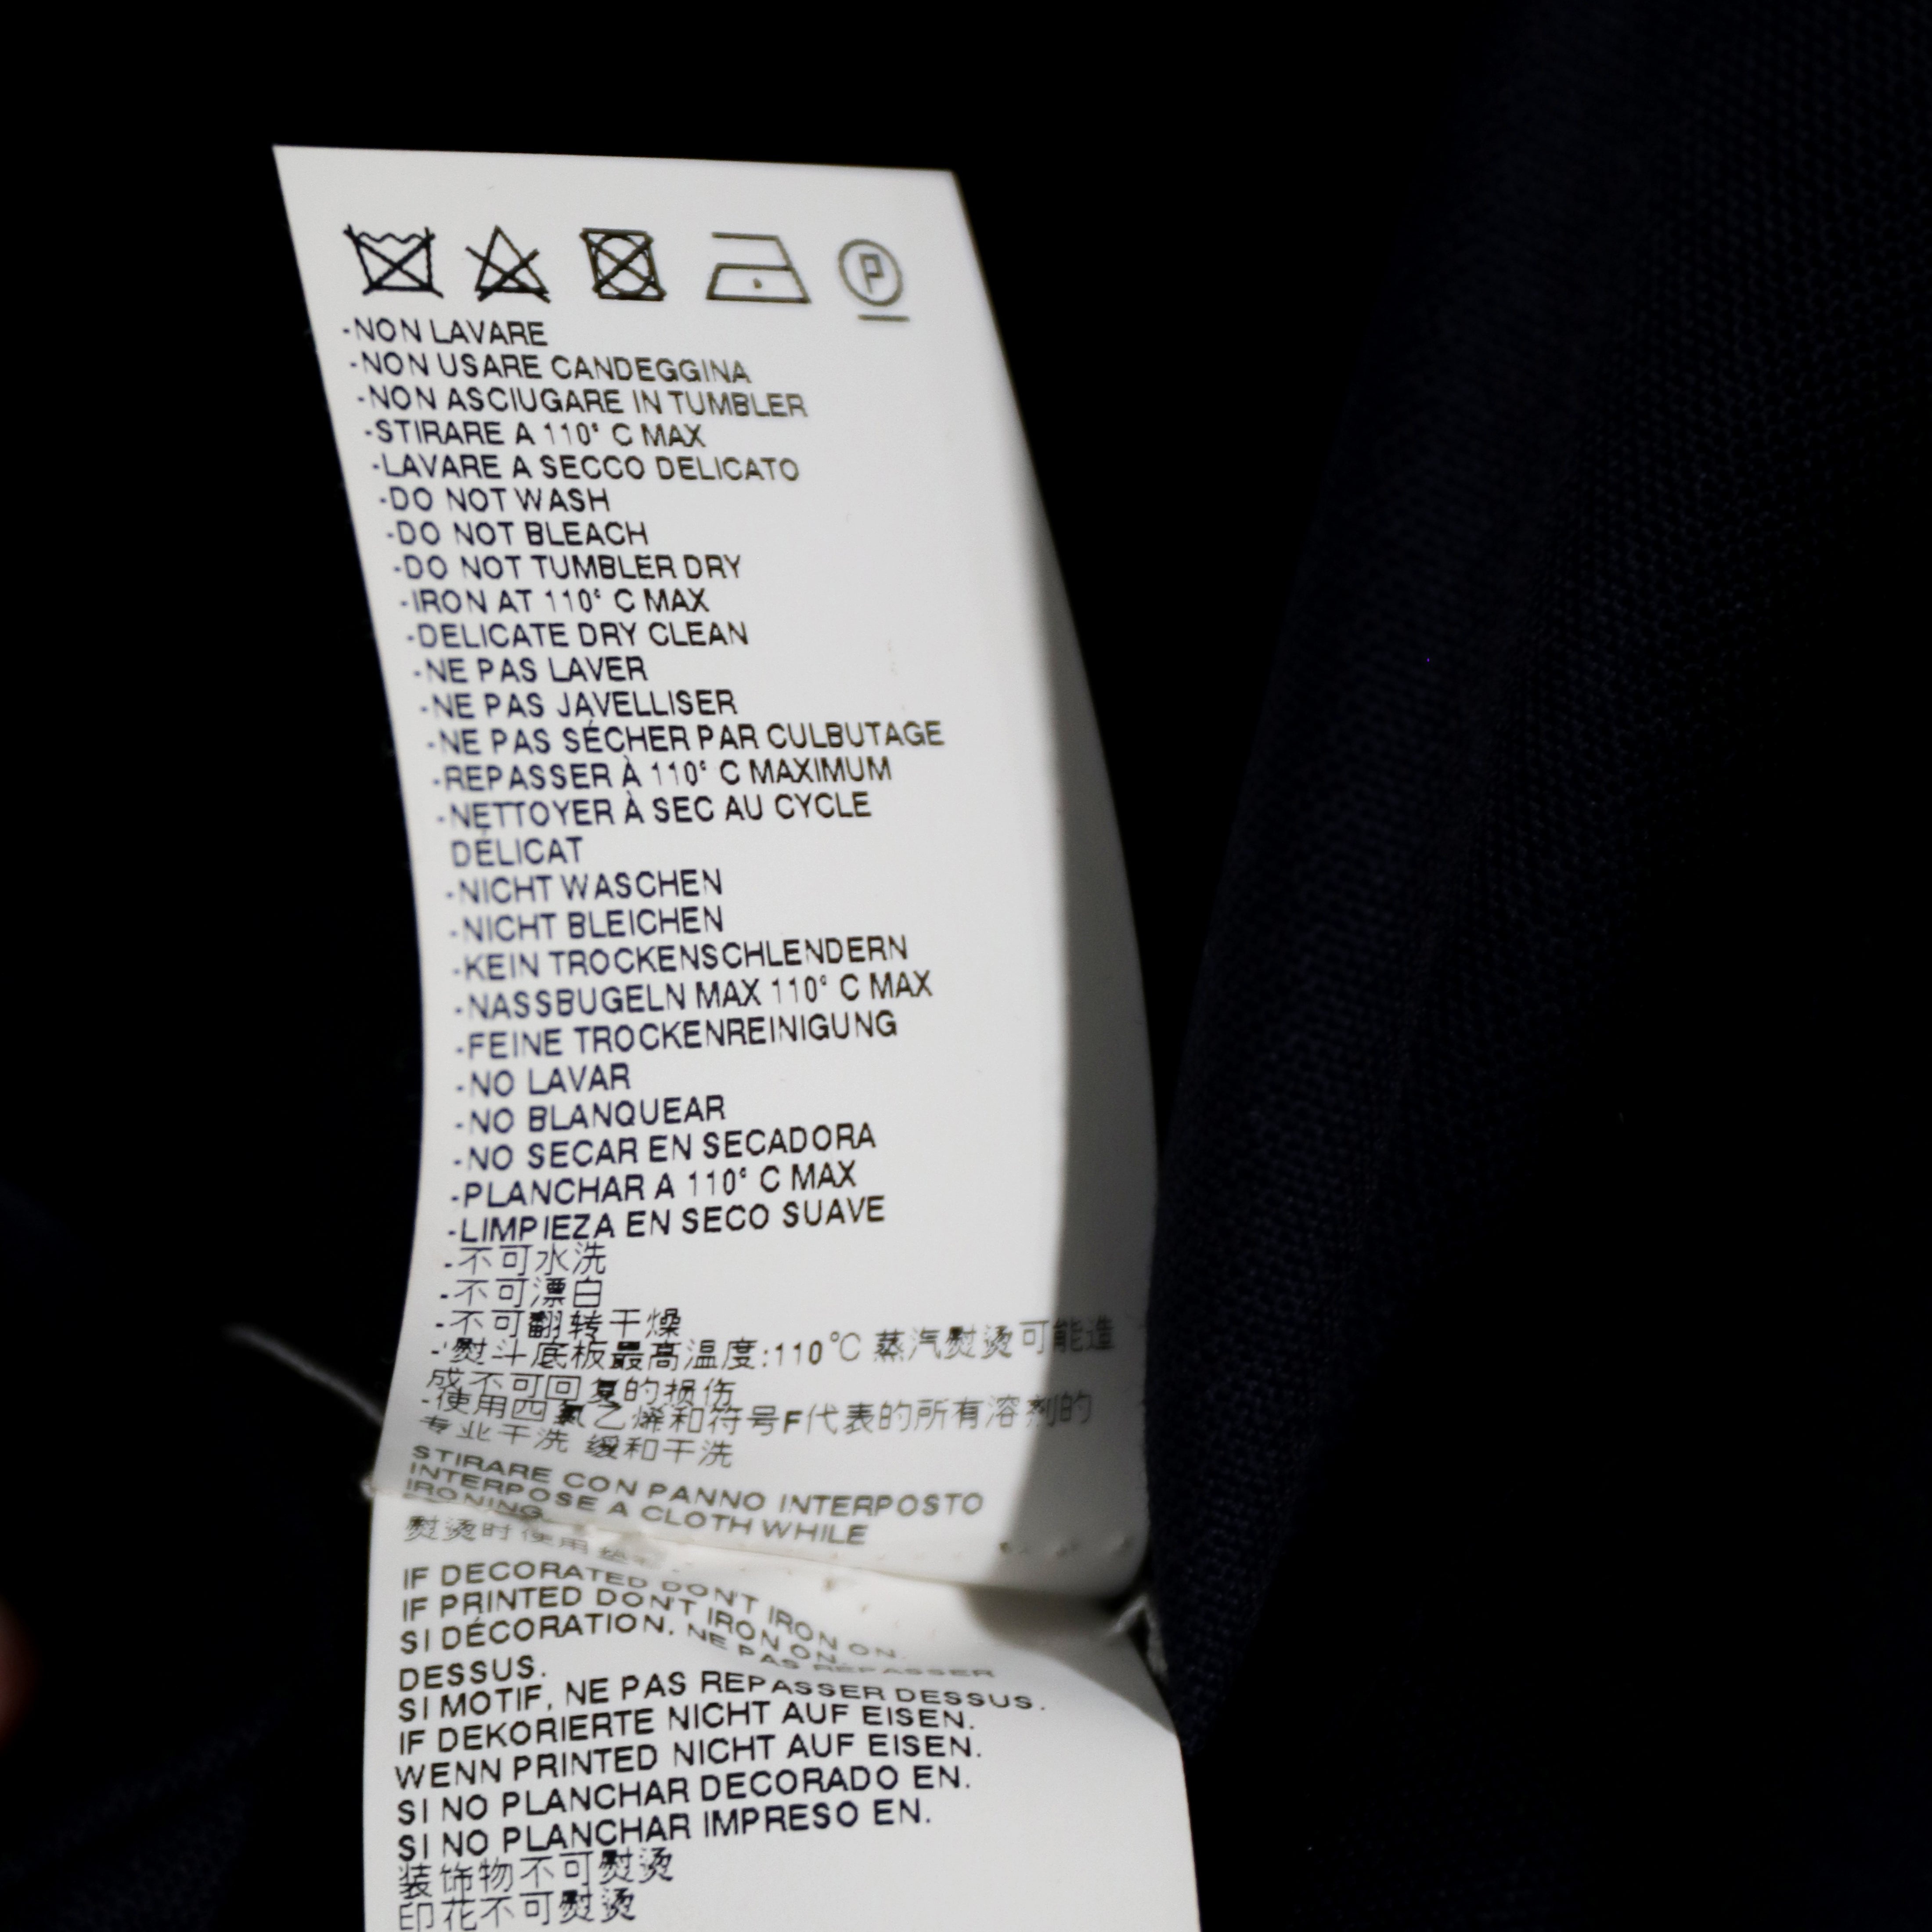 P
-NON LAVARE
-NON USARE CANDEGGINA
-NON ASCIUGARE IN TUMBLER
-STIRARE A 110° C MAX
-LAVARE A SECCO DELICATO
-DO NOT WASH
-DO NOT BLEACH
-DO NOT TUMBLER DRY
-IRON AT 110° C MAX
-DELICATE DRY CLEAN
-NE PAS LAVER
-NE PAS JAVELLISER
-NE PAS SÉCHER PAR CULBUTAGE
-REPASSER À 110° C MAXIMUM
-NETTOYER À SEC AU CYCLE
DÉLICAT
-NICHT WASCHEN
-NICHT BLEICHEN
-KEIN TROCKENSCHLENDERN
-NASSBUGELN MAX 110° C MAX
-FEINE TROCKENREINIGUNG
-NO LAVAR
-NO BLANQUEAR
-NO SECAR EN SECADORA
-PLANCHAR A 110° C MAX
-LIMPIEZA EN SECO SUAVE
-不可水洗
-不可漂白
-不可翻转干燥
-熨斗底板最高温度:110℃ 蒸汽熨烫可能造
成不可回复的损伤
-使用四氯乙烯和符号F代表的所有溶剂的
专业干洗 缓和干洗
STIRARE CON PANNO INTERPOSTO
INTERPOSE A CLOTH WHILE
IRONING
熨烫时使用垫布
IF DECORATED DON'T IRON ON.
IF PRINTED DON'T IRON ON.
SI DÉCORATION, NE PAS REPASSER
DESSUS.
SI MOTIF, NE PAS REPASSER DESSUS.
IF DEKORIERTE NICHT AUF EISEN.
WENN PRINTED NICHT AUF EISEN.
SI NO PLANCHAR DECORADO EN.
SI NO PLANCHAR IMPRESO EN.
装饰物不可熨烫
印花不可熨烫